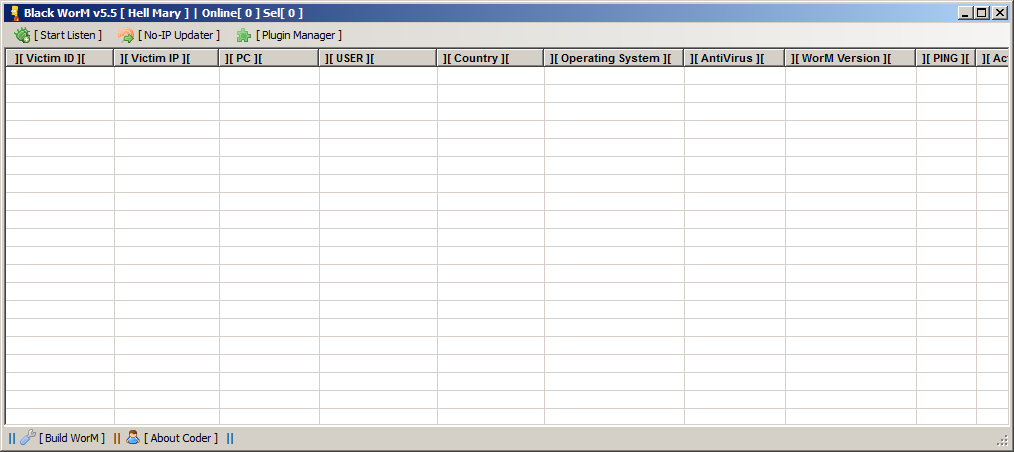 Black WorM v5.5 [ Hell Mary ] | Online[ 0 ] Sel[ 0 ]
[ Start Listen ] [ No-IP Updater ] [ Plugin Manager ]
][ Victim ID ][ ][ Victim IP ][ ][ PC ][ ][ USER ][ ][ Country ][ ][ Operating System ][ ][ AntiVirus ][ ][ WorM Version ][ ][ PING ][ ][ Ac
|| [ Build WorM ] || [ About Coder ] ||